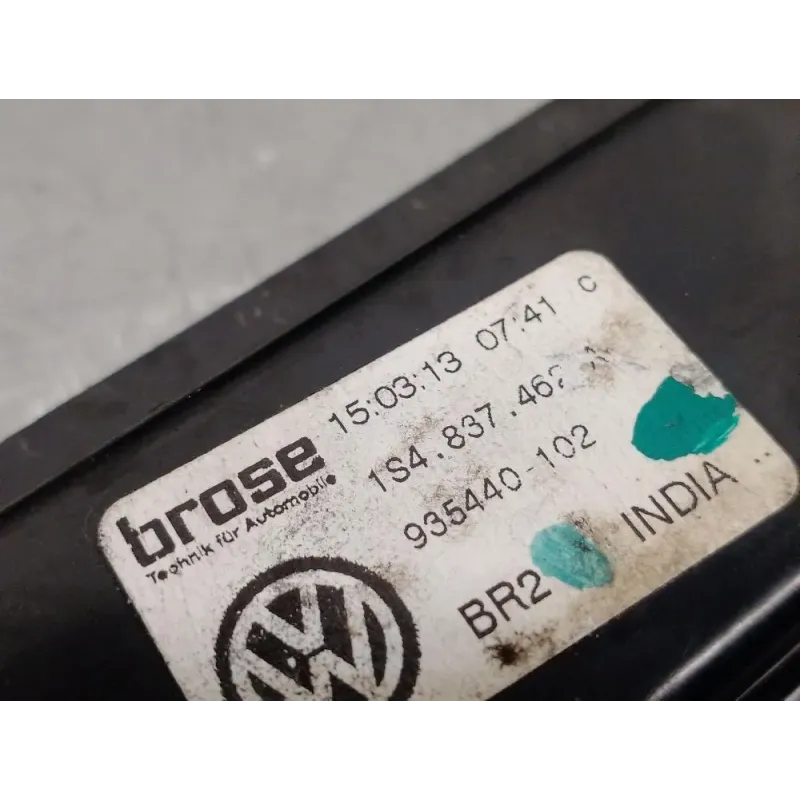 brose
Technik für Automobile
15:03:13 07:41 C
1S4.837.462
935440-102
BR2 INDIA